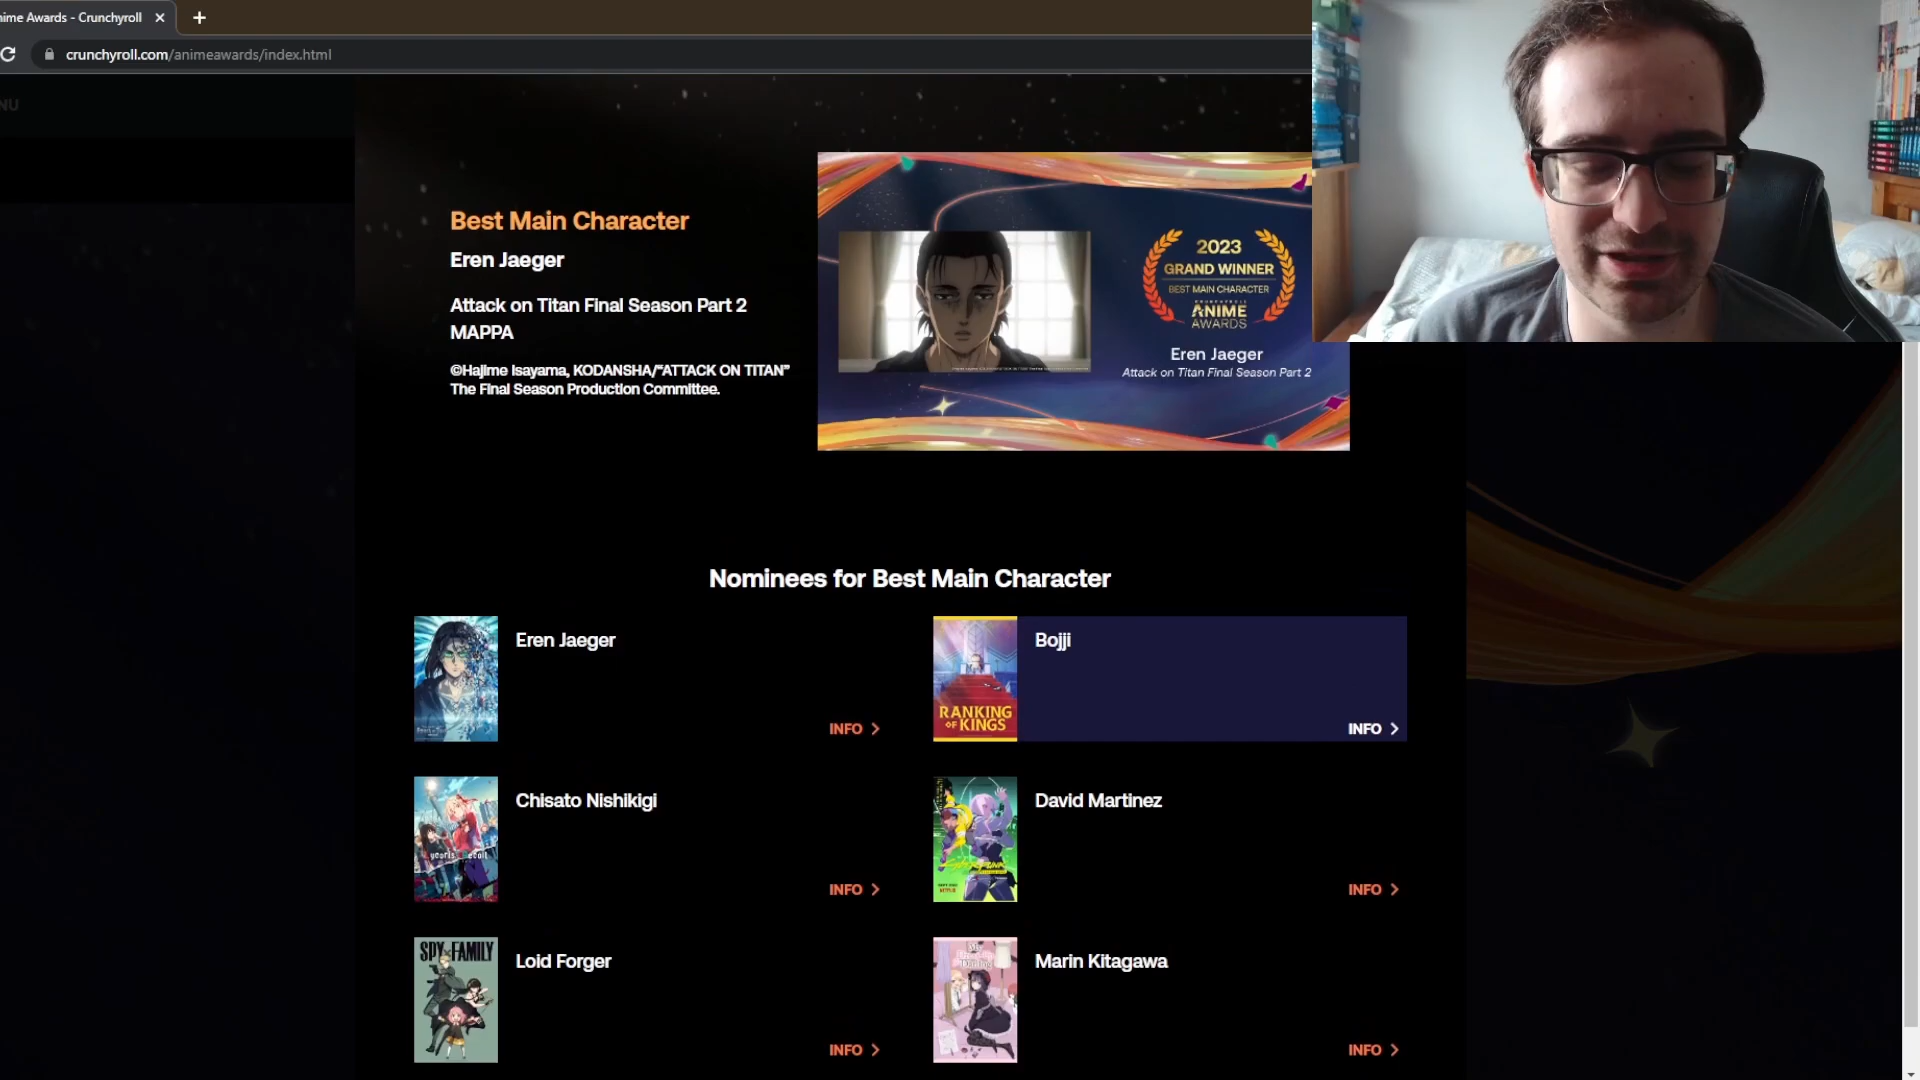 nime Awards - Crunchyroll
crunchyroll.com/animeawards/index.html
NU
Best Main Character
Eren Jaeger
Attack on Titan Final Season Part 2
MAPPA
©Hajime Isayama, KODANSHA/"ATTACK ON TITAN"
The Final Season Production Committee.
2023
GRAND WINNER
BEST MAIN CHARACTER
CRUNCHYROLL
ANIME
AWARDS
Eren Jaeger
Attack on Titan Final Season Part 2
Nominees for Best Main Character
Eren Jaeger
INFO
RANKING
OF KINGS
Bojji
INFO
Chisato Nishikigi
INFO
David Martinez
INFO
SPY FAMILY
Loid Forger
INFO
Marin Kitagawa
INFO